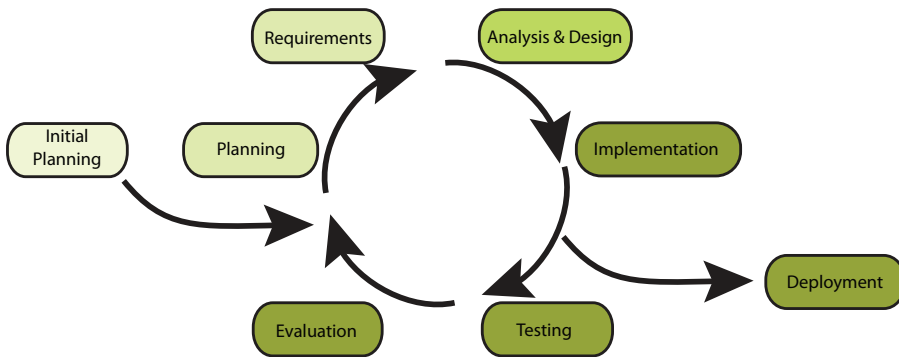 Requirements
Analysis & Design
Initial
Planning
Planning
Implementation
Deployment
Evaluation
Testing